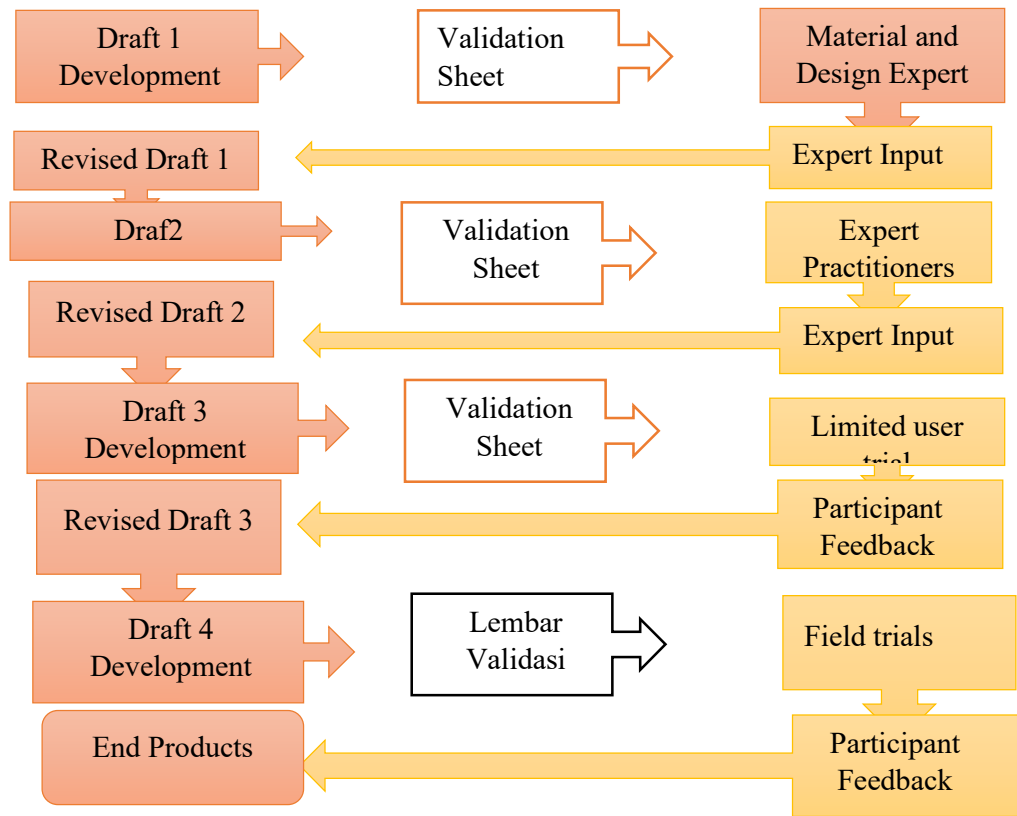 Draft 1
Development
Validation
Sheet
Material and
Design Expert
Revised Draft 1
Expert Input
Draf2
Validation
Sheet
Expert
Practitioners
Revised Draft 2
Expert Input
Draft 3
Development
Validation
Sheet
Limited user
trial
Revised Draft 3
Participant
Feedback
Draft 4
Development
Lembar
Validasi
Field trials
End Products
Participant
Feedback